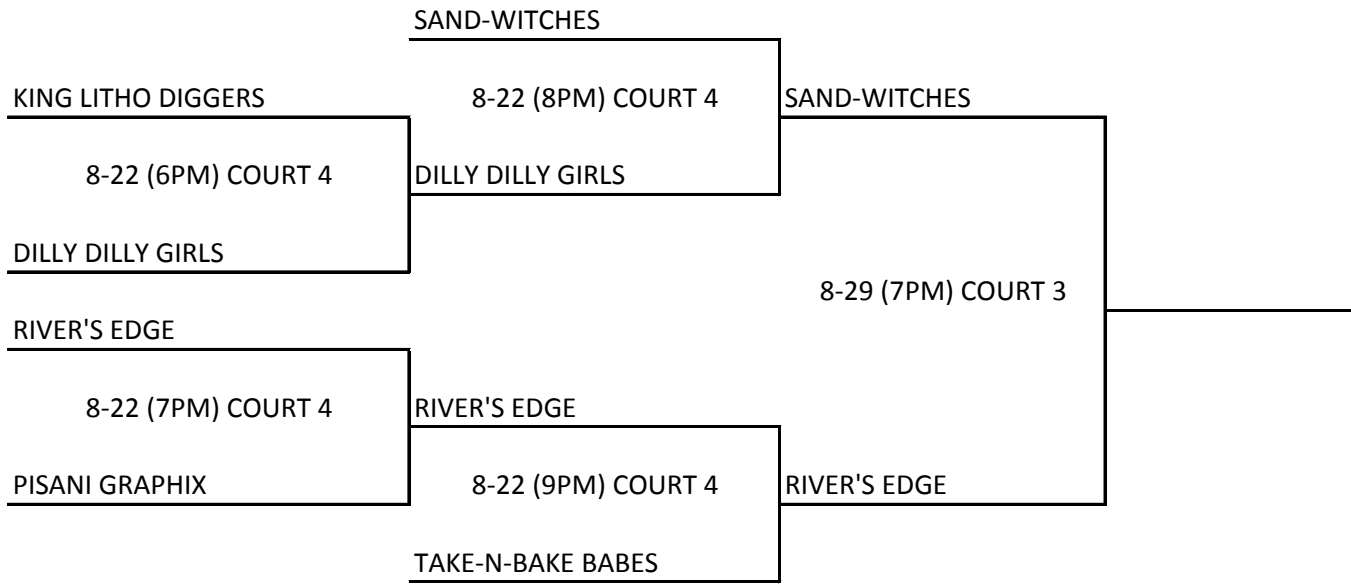 SAND-WITCHES
KING LITHO DIGGERS
8-22 (8PM) COURT 4
SAND-WITCHES
8-22 (6PM) COURT 4
DILLY DILLY GIRLS
DILLY DILLY GIRLS
8-29 (7PM) COURT 3
RIVER'S EDGE
8-22 (7PM) COURT 4
RIVER'S EDGE
PISANI GRAPHIX
8-22 (9PM) COURT 4
RIVER'S EDGE
TAKE-N-BAKE BABES